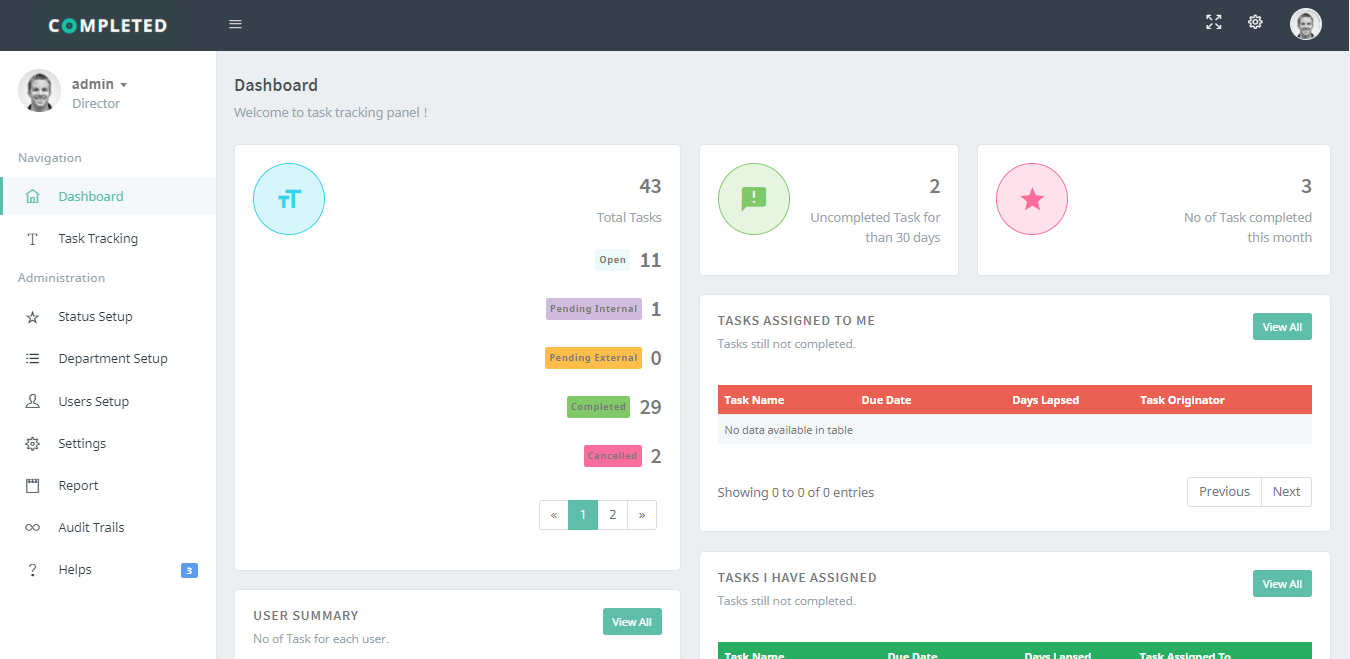 COMPLETED
admin
Director
Navigation
Dashboard
Task Tracking
Administration
Status Setup
Department Setup
Users Setup
Settings
Report
Audit Trails
Helps 3
Dashboard
Welcome to task tracking panel !
43
Total Tasks
Open 11
Pending Internal 1
Pending External 0
Completed 29
Cancelled 2
« 1 2 »
USER SUMMARY
View All
No of Task for each user.
2
Uncompleted Task for
than 30 days
3
No of Task completed
this month
TASKS ASSIGNED TO ME
View All
Tasks still not completed.
Task Name Due Date Days Lapsed Task Originator
No data available in table
Showing 0 to 0 of 0 entries
Previous Next
TASKS I HAVE ASSIGNED
View All
Tasks still not completed.
Task Name Due Date Days Lapsed Task Assigned To